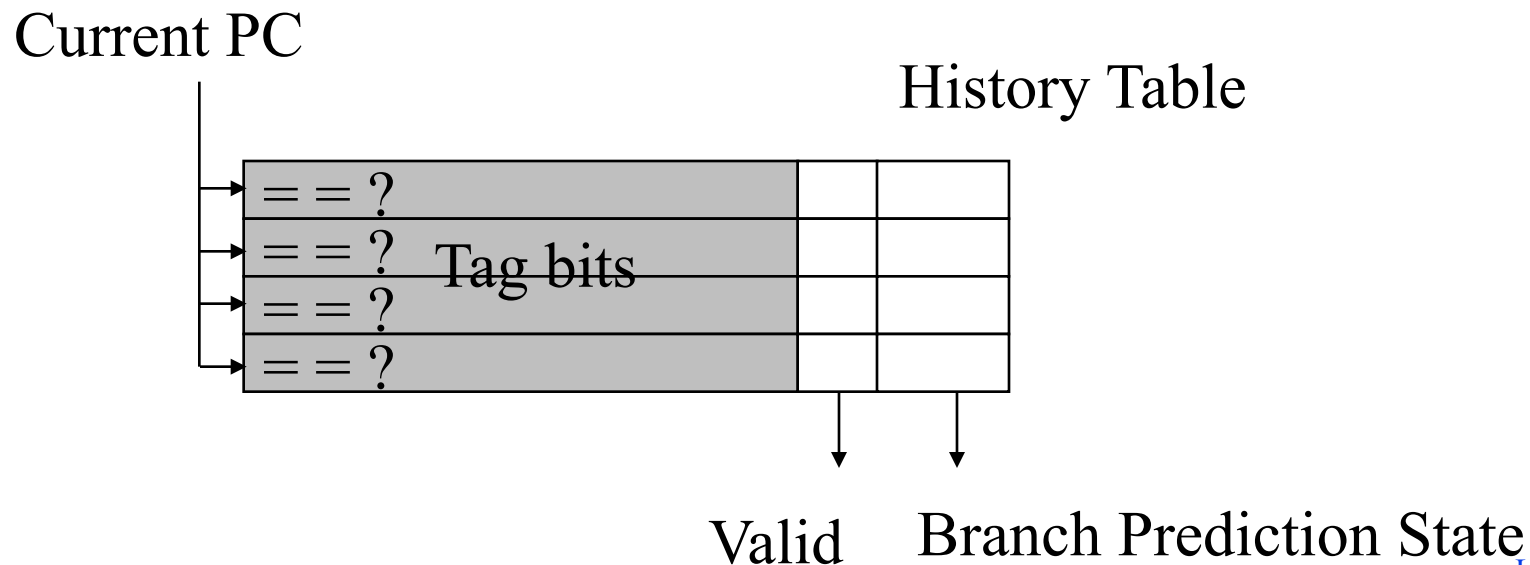 Current PC
History Table
= = ?
= = ?
Tag bits
= = ?
= = ?
Valid
Branch Prediction State